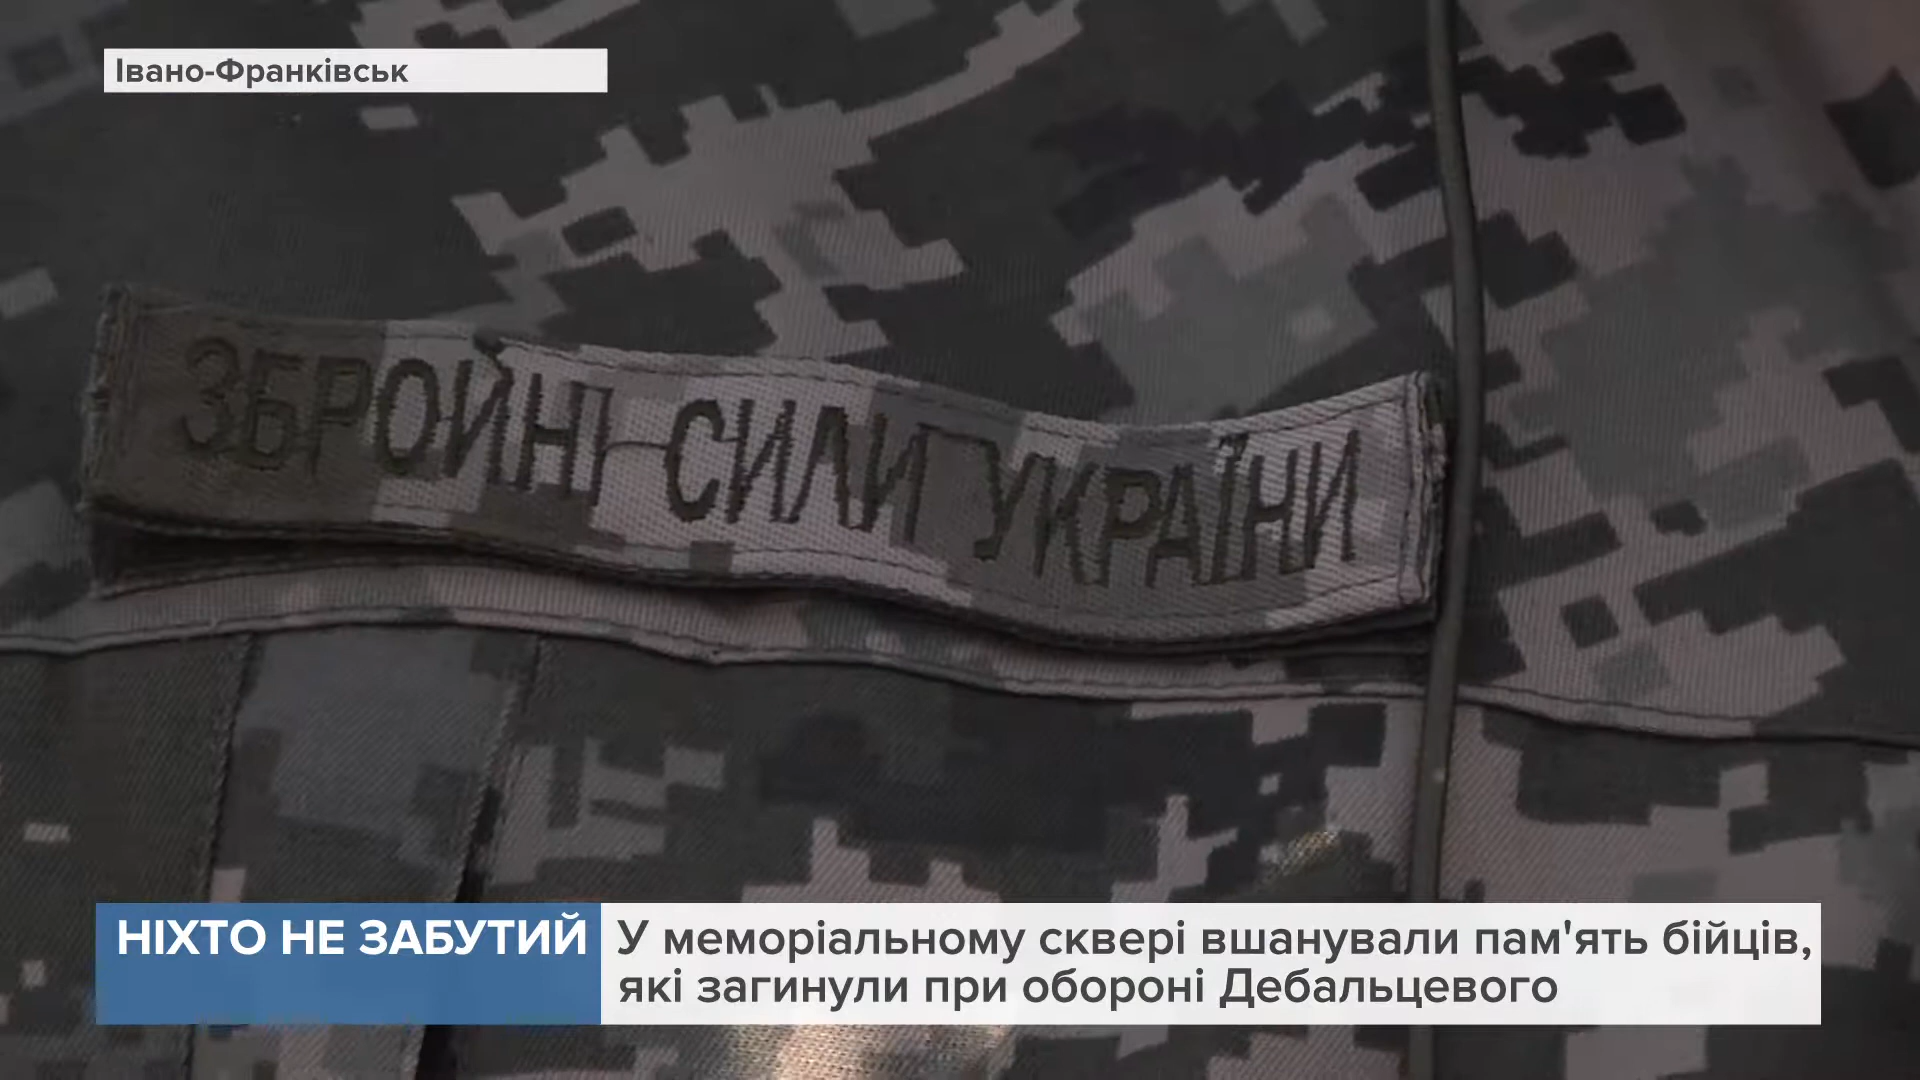 Івано-Франківськ
ЗБРОЙНІ СИЛИ УКРАЇНИ
НІХТО НЕ ЗАБУТИЙ
У меморіальному сквері вшанували пам'ять бійців,
які загинули при обороні Дебальцевого